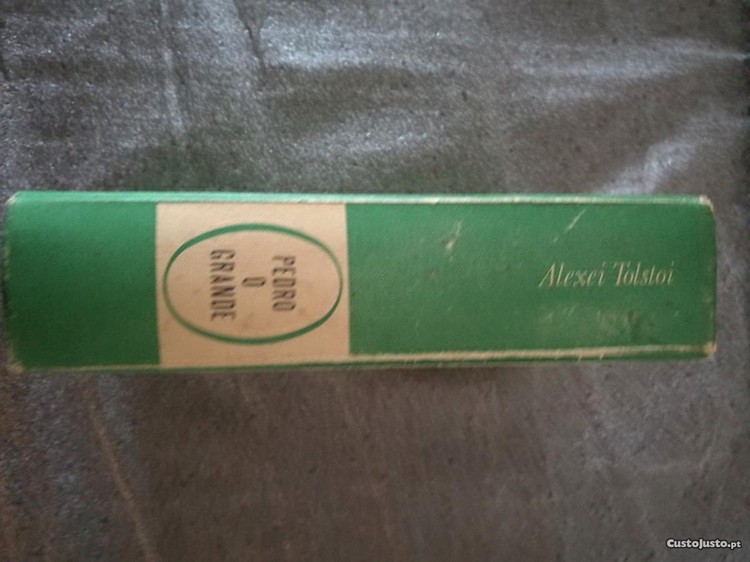 PEDRO
O
GRANDE
Alexei Tolstoi
CustoJusto.pt